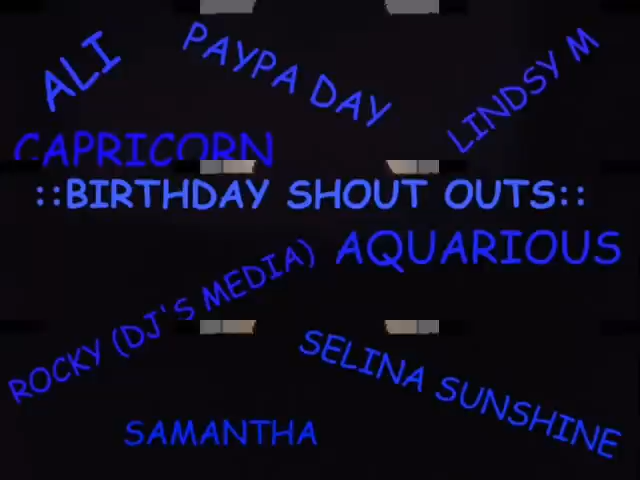 ALI
PAYPA DAY
LINDSY M
CAPRICORN
::BIRTHDAY SHOUT OUTS::
AQUARIOUS
ROCKY (DJ'S MEDIA)
SELINA SUNSHINE
SAMANTHA